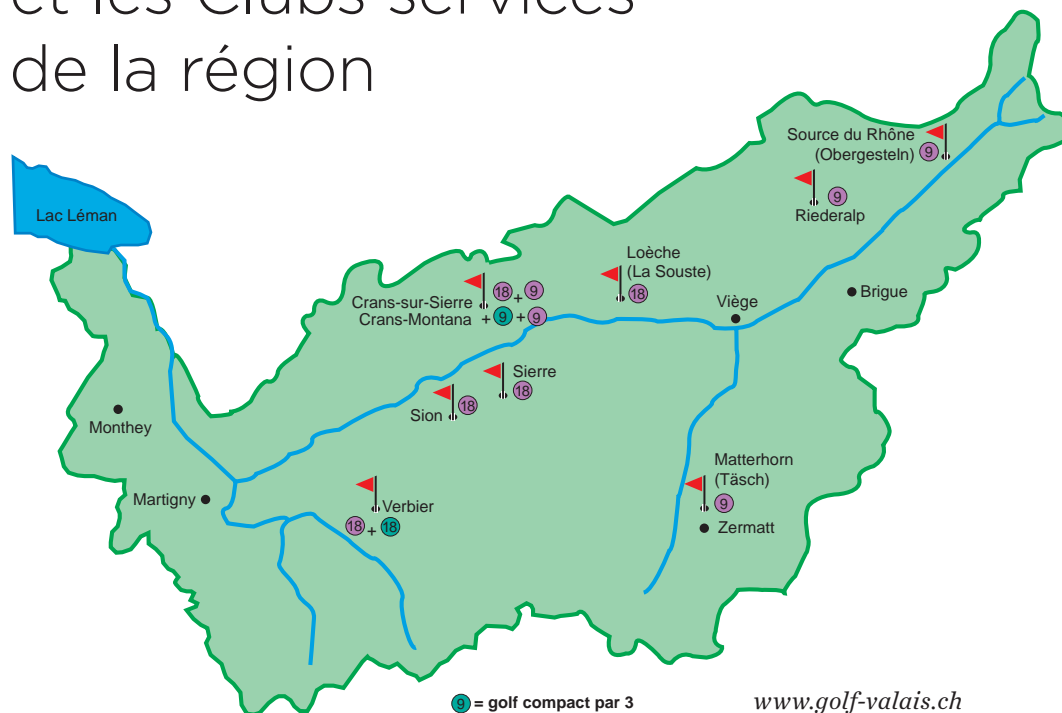 et les Clubs services
de la région
Source du Rhône
(Obergesteln) 9
9
Riederalp
Lac Léman
Loèche
(La Souste)
18
Crans-sur-Sierre 18 + 9
Crans-Montana + 9 + 9
Viège
Brigue
Sierre
18
Sion 18
Monthey
Matterhorn
(Täsch)
9
Martigny
Verbier
18 + 18
Zermatt
9 = golf compact par 3
www.golf-valais.ch